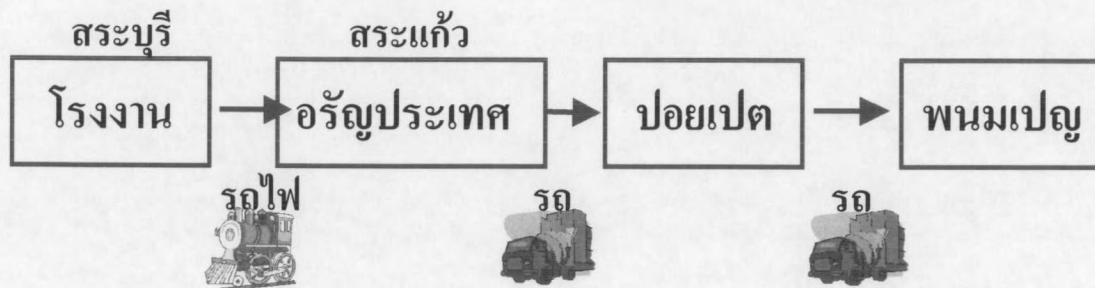 สระบุรี สระแก้ว
โรงงาน อรัญประเทศ ปอยเปต พนมเปญ
รถไฟ รถ รถ